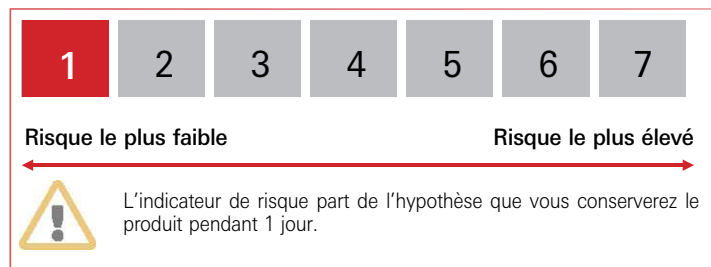 1 2 3 4 5 6 7
Risque le plus faible Risque le plus élevé
L'indicateur de risque part de l'hypothèse que vous conserverez le
produit pendant 1 jour.